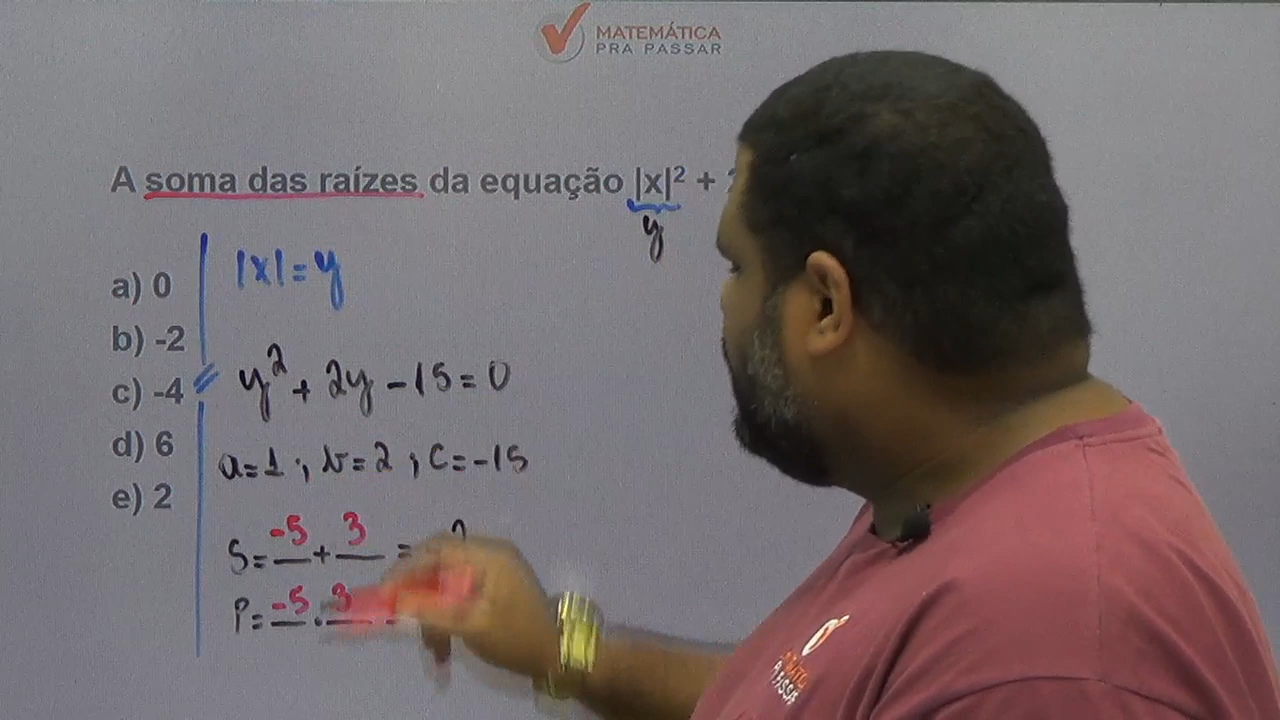 MATEMÁTICA
PRA PASSAR
A soma das raízes da equação |x|² +
y
a) 0
b) -2
c) -4
d) 6
e) 2
|x| = y
y² + 2y - 15 = 0
a=1 ; b=2 ; c=-15
S = -5 + 3 =
P = -5 . 3